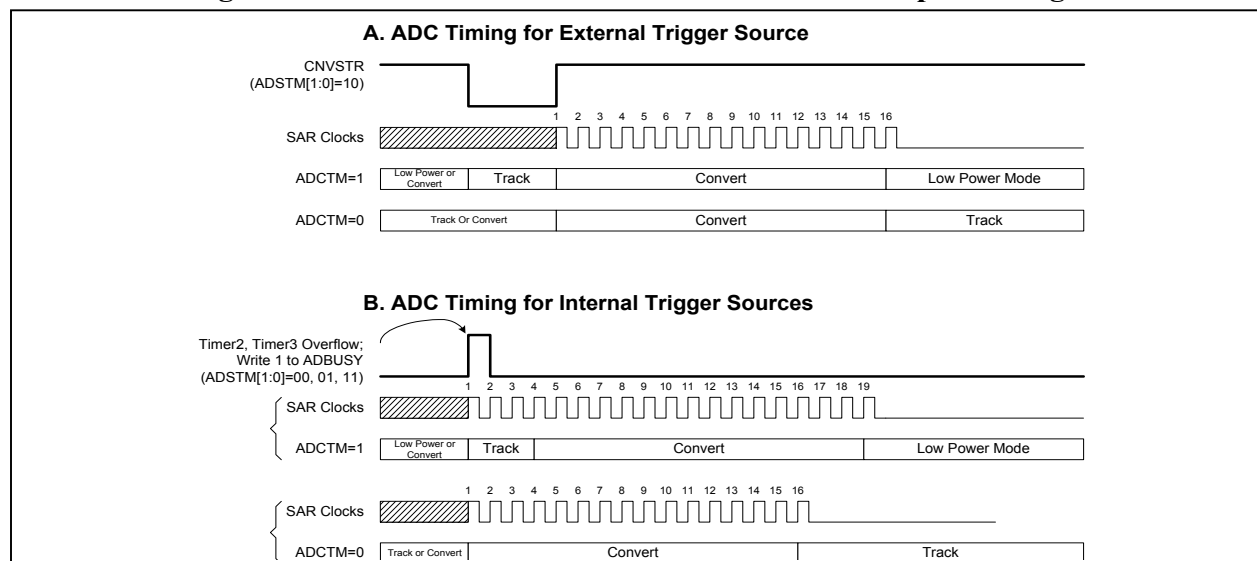 A. ADC Timing for External Trigger Source
CNVSTR
(ADSTM[1:0]=10)
1 2 3 4 5 6 7 8 9 10 11 12 13 14 15 16
SAR Clocks
ADCTM=1 Low Power or Convert Track Convert Low Power Mode
ADCTM=0 Track Or Convert Convert Track
B. ADC Timing for Internal Trigger Sources
Timer2, Timer3 Overflow;
Write 1 to ADBUSY
(ADSTM[1:0]=00, 01, 11)
1 2 3 4 5 6 7 8 9 10 11 12 13 14 15 16 17 18 19
SAR Clocks
ADCTM=1 Low Power or Convert Track Convert Low Power Mode
1 2 3 4 5 6 7 8 9 10 11 12 13 14 15 16
SAR Clocks
ADCTM=0 Track or Convert Convert Track